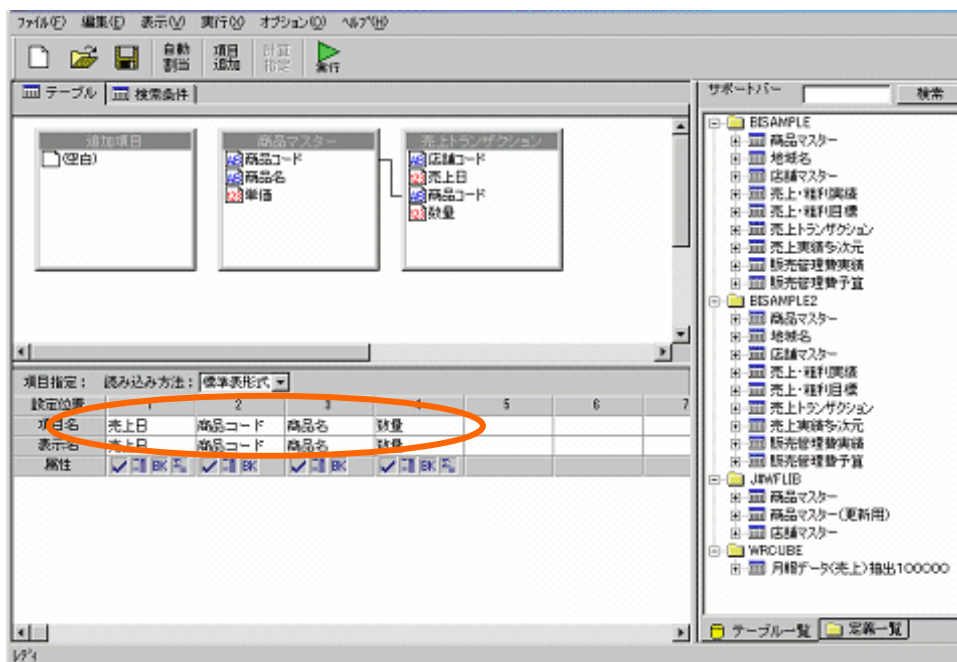 ファイル(F) 編集(E) 表示(V) 実行(X) オプション(O) ヘルプ(H)
自動割当 項目追加 計算指定 実行
テーブル 検索条件
追加項目
(空白)
商品マスター
商品コード
商品名
単価
売上トランザクション
店舗コード
売上日
商品コード
数量
項目指定: 読み込み方法: 標準表形式
設定位置 1 2 3 4 5 6 7
項目名 売上日 商品コード 商品名 数量
表示名 売上日 商品コード 商品名 数量
属性 BK BK BK BK
レディ
サポートバー 検索
BISAMPLE
商品マスター
地域名
店舗マスター
売上・粗利実績
売上・粗利目標
売上トランザクション
売上実績多次元
販売管理費実績
販売管理費予算
BISAMPLE2
商品マスター
地域名
店舗マスター
売上・粗利実績
売上・粗利目標
売上トランザクション
売上実績多次元
販売管理費実績
販売管理費予算
J#WFLIB
商品マスター
商品マスター(更新用)
店舗マスター
WRCUBE
月報データ(売上)抽出100000
テーブル一覧 定義一覧